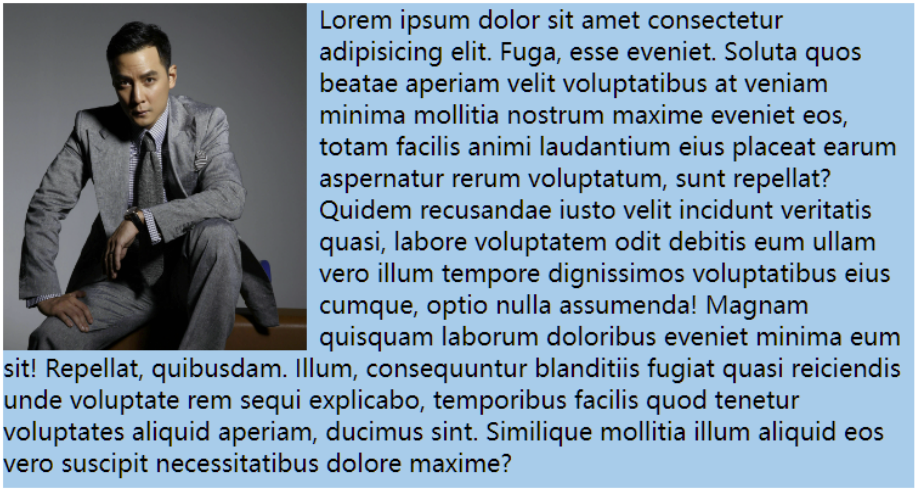 Lorem ipsum dolor sit amet consectetur
adipisicing elit. Fuga, esse eveniet. Soluta quos
beatae aperiam velit voluptatibus at veniam
minima mollitia nostrum maxime eveniet eos,
totam facilis animi laudantium eius placeat earum
aspernatur rerum voluptatum, sunt repellat?
Quidem recusandae iusto velit incidunt veritatis
quasi, labore voluptatem odit debitis eum ullam
vero illum tempore dignissimos voluptatibus eius
cumque, optio nulla assumenda! Magnam
quisquam laborum doloribus eveniet minima eum
sit! Repellat, quibusdam. Illum, consequuntur blanditiis fugiat quasi reiciendis
unde voluptate rem sequi explicabo, temporibus facilis quod tenetur
voluptates aliquid aperiam, ducimus sint. Similique mollitia illum aliquid eos
vero suscipit necessitatibus dolore maxime?